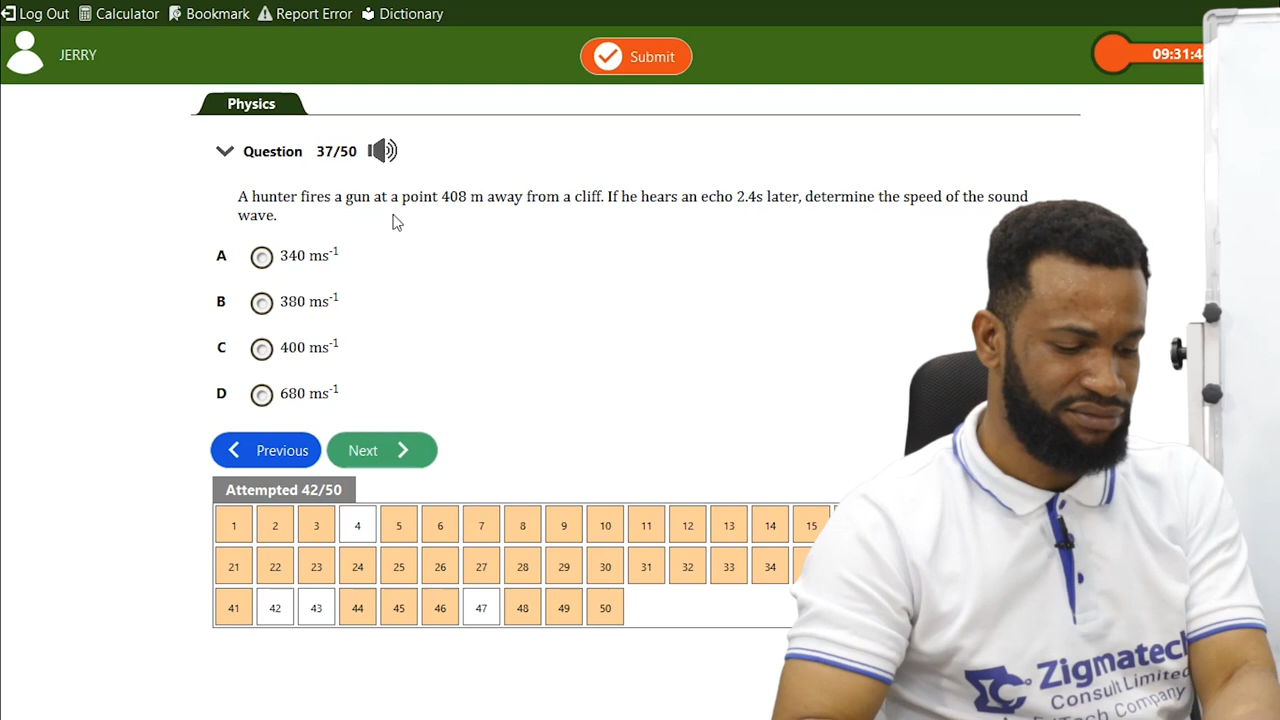 Log Out Calculator Bookmark Report Error Dictionary
JERRY
Submit
09:31:4
Physics
Question 37/50
A hunter fires a gun at a point 408 m away from a cliff. If he hears an echo 2.4s later, determine the speed of the sound
wave.
A 340 ms⁻¹
B 380 ms⁻¹
C 400 ms⁻¹
D 680 ms⁻¹
Previous Next
Attempted 42/50
1 2 3 4 5 6 7 8 9 10 11 12 13 14 15
21 22 23 24 25 26 27 28 29 30 31 32 33 34
41 42 43 44 45 46 47 48 49 50
Zigmatech
Consult Limited
EdTech Company